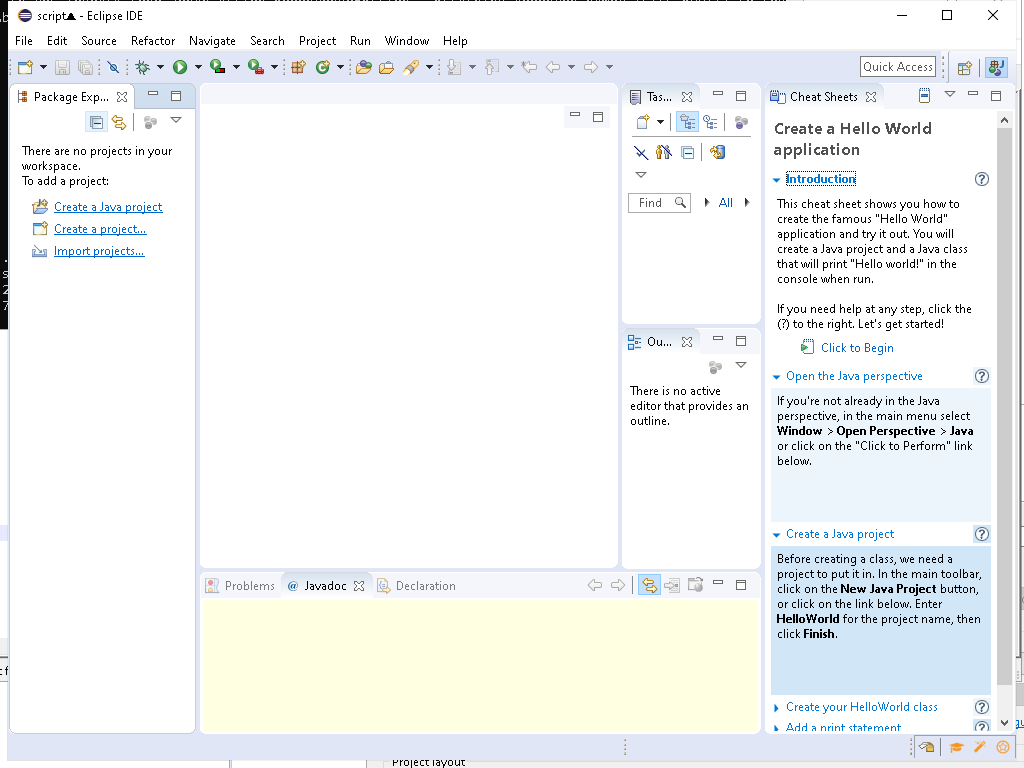 script▲ - Eclipse IDE
File Edit Source Refactor Navigate Search Project Run Window Help
Quick Access
Package Exp...
There are no projects in your
workspace.
To add a project:
Create a Java project
Create a project...
Import projects...
Tas...
Find
All
Ou...
There is no active
editor that provides an
outline.
Problems
@ Javadoc
Declaration
Cheat Sheets
Create a Hello World
application
Introduction
This cheat sheet shows you how to
create the famous "Hello World"
application and try it out. You will
create a Java project and a Java class
that will print "Hello world!" in the
console when run.
If you need help at any step, click the
(?) to the right. Let's get started!
Click to Begin
Open the Java perspective
If you're not already in the Java
perspective, in the main menu select
Window > Open Perspective > Java
or click on the "Click to Perform" link
below.
Create a Java project
Before creating a class, we need a
project to put it in. In the main toolbar,
click on the New Java Project button,
or click on the link below. Enter
HelloWorld for the project name, then
click Finish.
Create your HelloWorld class
Add a print statement
Project layout